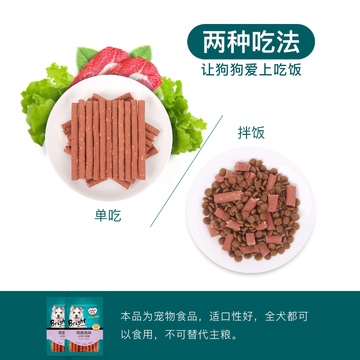 两种吃法
让狗狗爱上吃饭
拌饭
单吃
Bright
本品为宠物食品，适口性好，全犬都可
以食用，不可替代主粮。